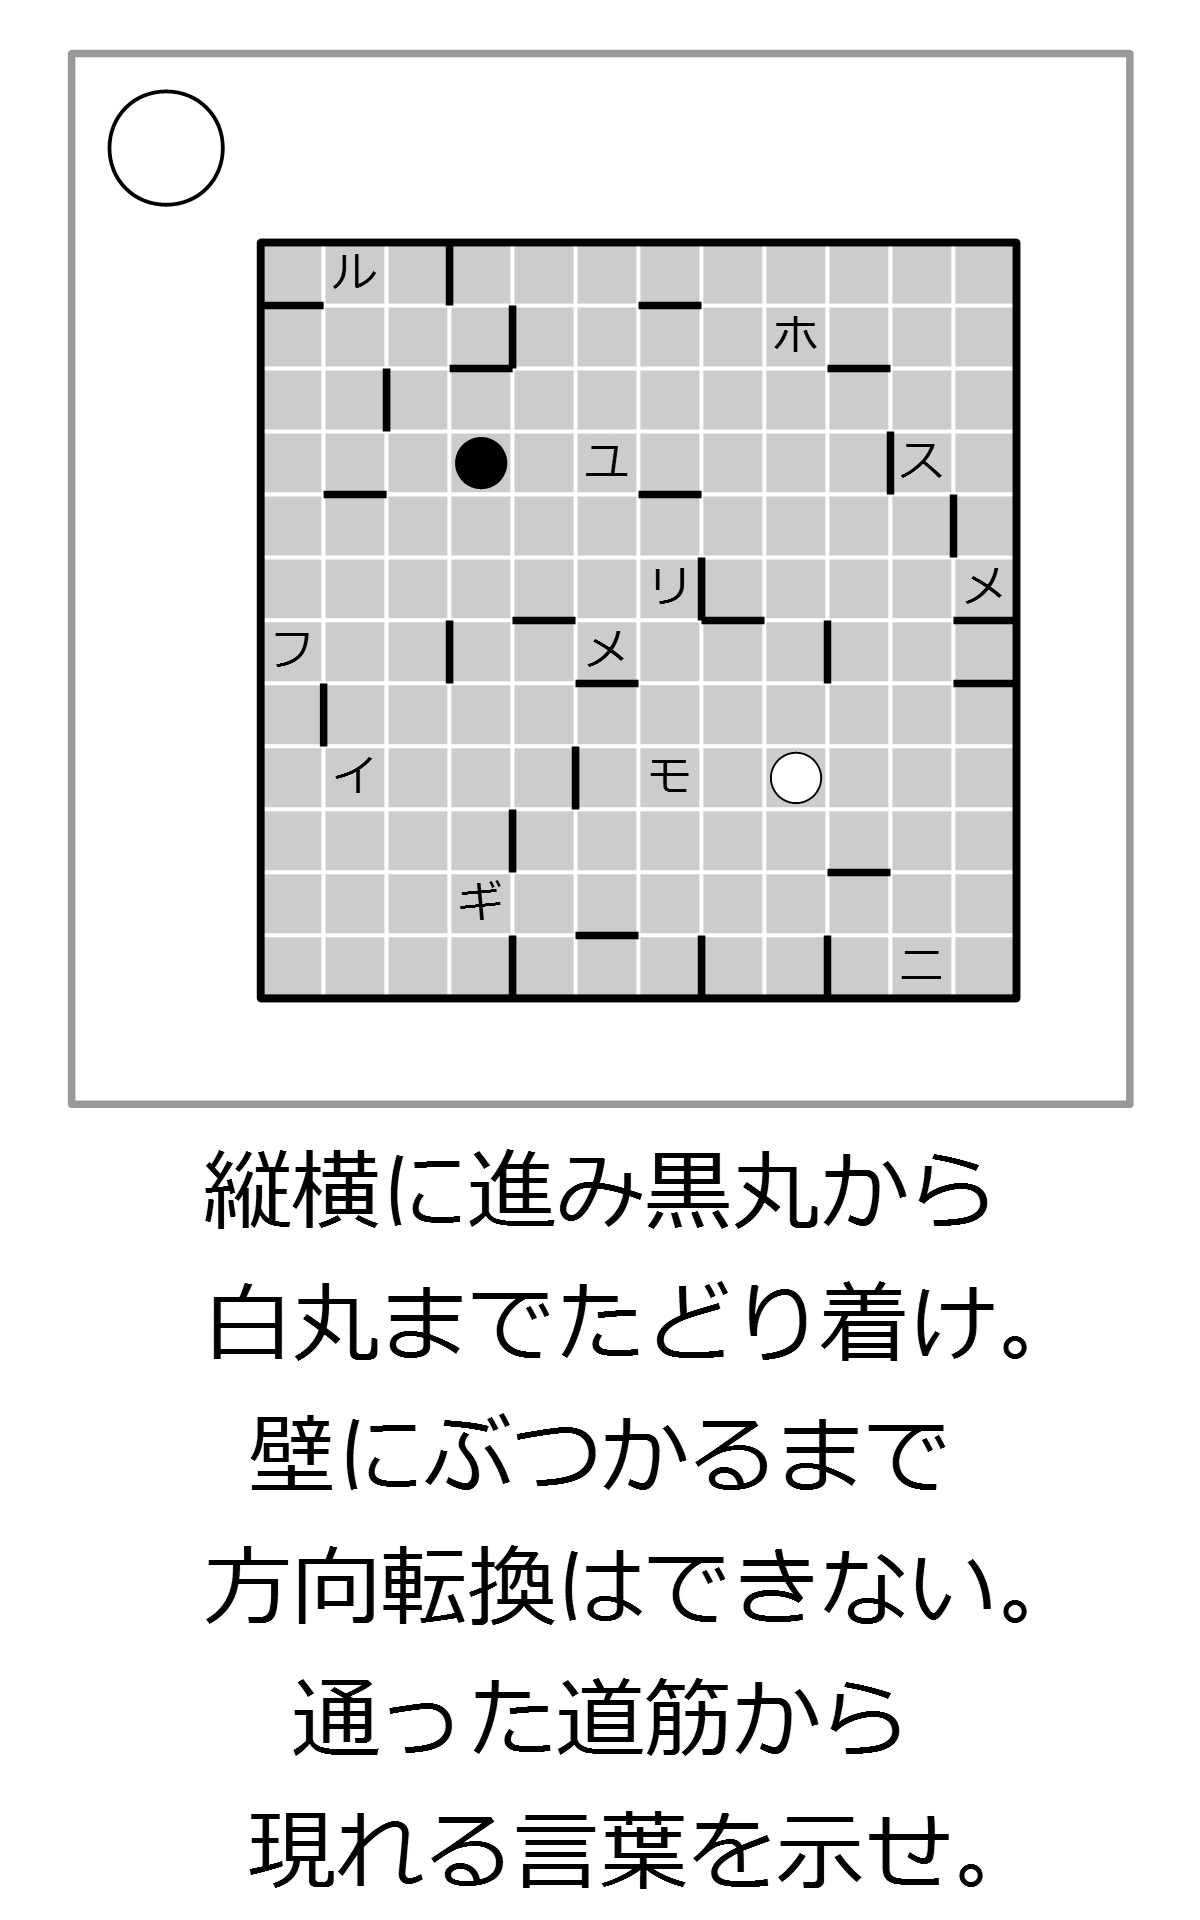 ル
ホ
ユ ス
リ メ
フ メ
イ モ
ギ
ニ
縦横に進み黒丸から
白丸までたどり着け。
壁にぶつかるまで
方向転換はできない。
通った道筋から
現れる言葉を示せ。